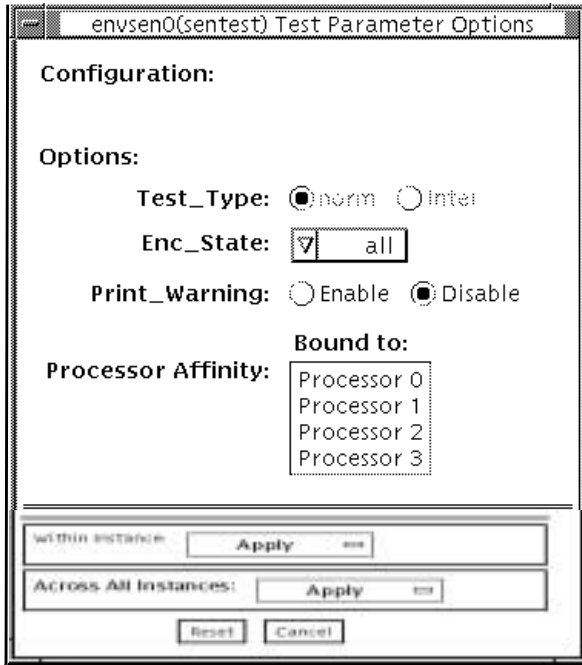 envsen0(sentest) Test Parameter Options
Configuration:
Options:
Test_Type: norm Inter
Enc_State: all
Print_Warning: Enable Disable
Bound to:
Processor Affinity:
Processor 0
Processor 1
Processor 2
Processor 3
within Instance Apply
Across All Instances: Apply
Reset Cancel